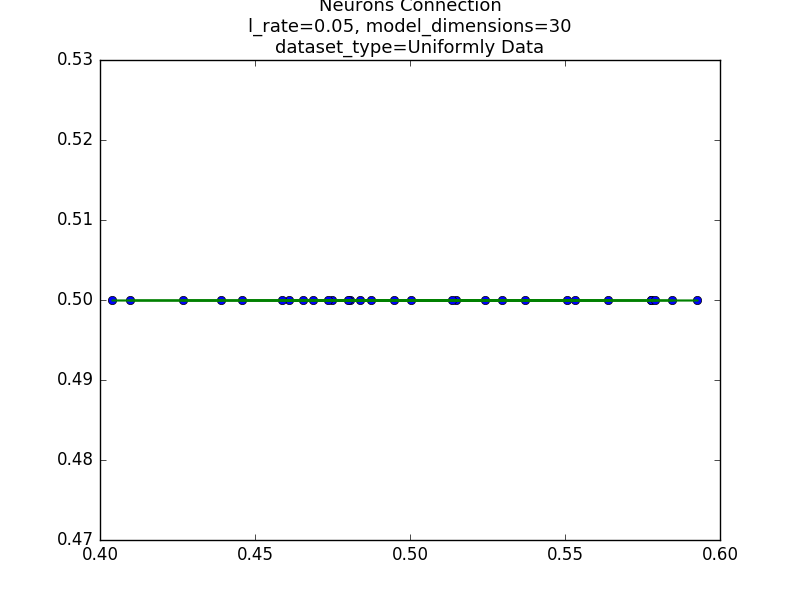 Neurons Connection
l_rate=0.05, model_dimensions=30
dataset_type=Uniformly Data
0.53
0.52
0.51
0.50
0.49
0.48
0.47
0.40 0.45 0.50 0.55 0.60